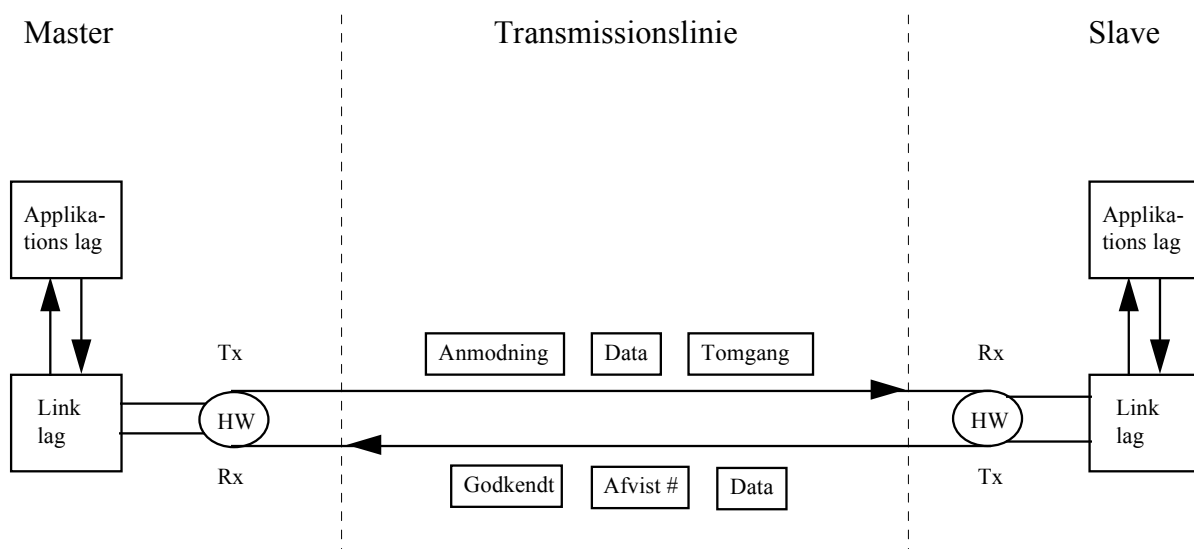 Master
Transmissionslinie
Slave
Applika-
tions lag
Applika-
tions lag
Tx
Anmodning
Data
Tomgang
Rx
Link
lag
HW
HW
Link
lag
Rx
Godkendt
Afvist #
Data
Tx